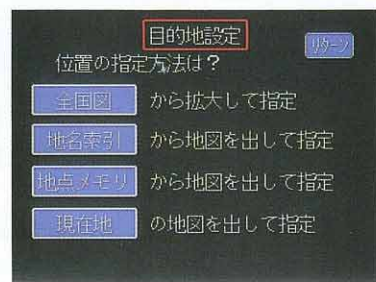 目的地設定
リターン
位置の指定方法は？
全国図 から拡大して指定
地名索引 から地図を出して指定
地点メモリ から地図を出して指定
現在地 の地図を出して指定